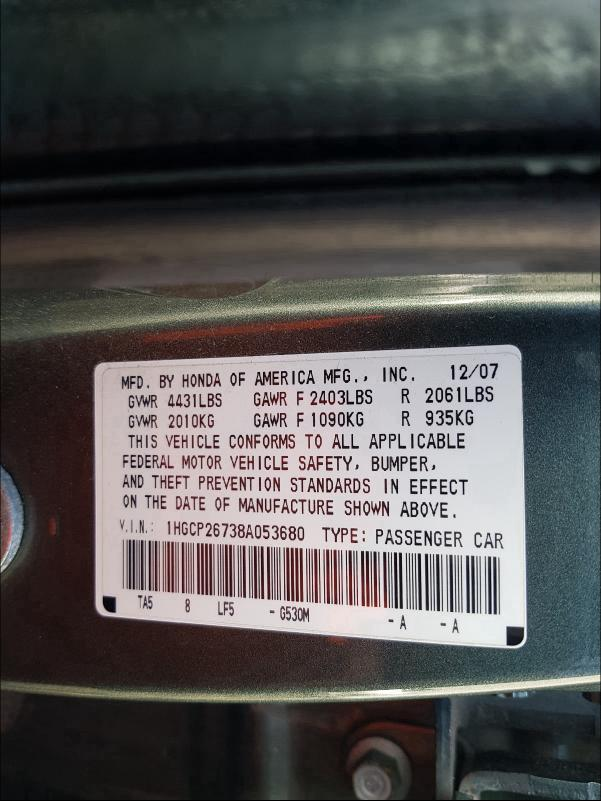 MFD. BY HONDA OF AMERICA MFG., INC. 12/07
GVWR 4431LBS GAWR F 2403LBS R 2061LBS
GVWR 2010KG GAWR F 1090KG R 935KG
THIS VEHICLE CONFORMS TO ALL APPLICABLE
FEDERAL MOTOR VEHICLE SAFETY, BUMPER,
AND THEFT PREVENTION STANDARDS IN EFFECT
ON THE DATE OF MANUFACTURE SHOWN ABOVE.
V.I.N.: 1HGCP26738A053680 TYPE: PASSENGER CAR
TA5 8 LF5 - G530M - A - A